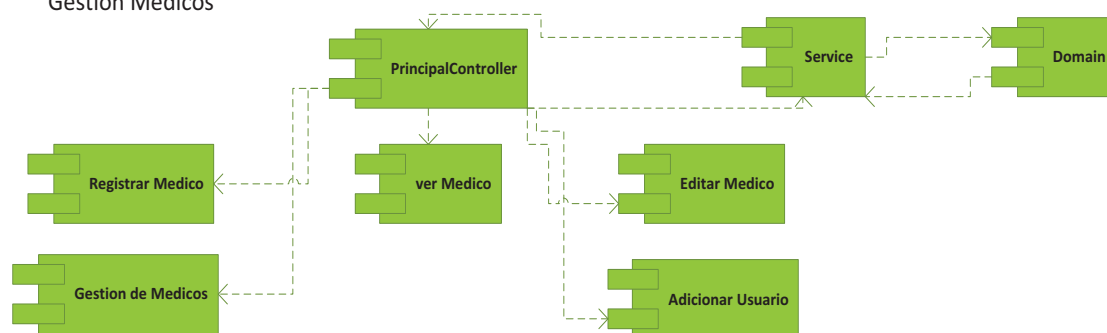 Gestion Medicos
PrincipalController
Service
Domain
Registrar Medico
ver Medico
Editar Medico
Gestion de Medicos
Adicionar Usuario